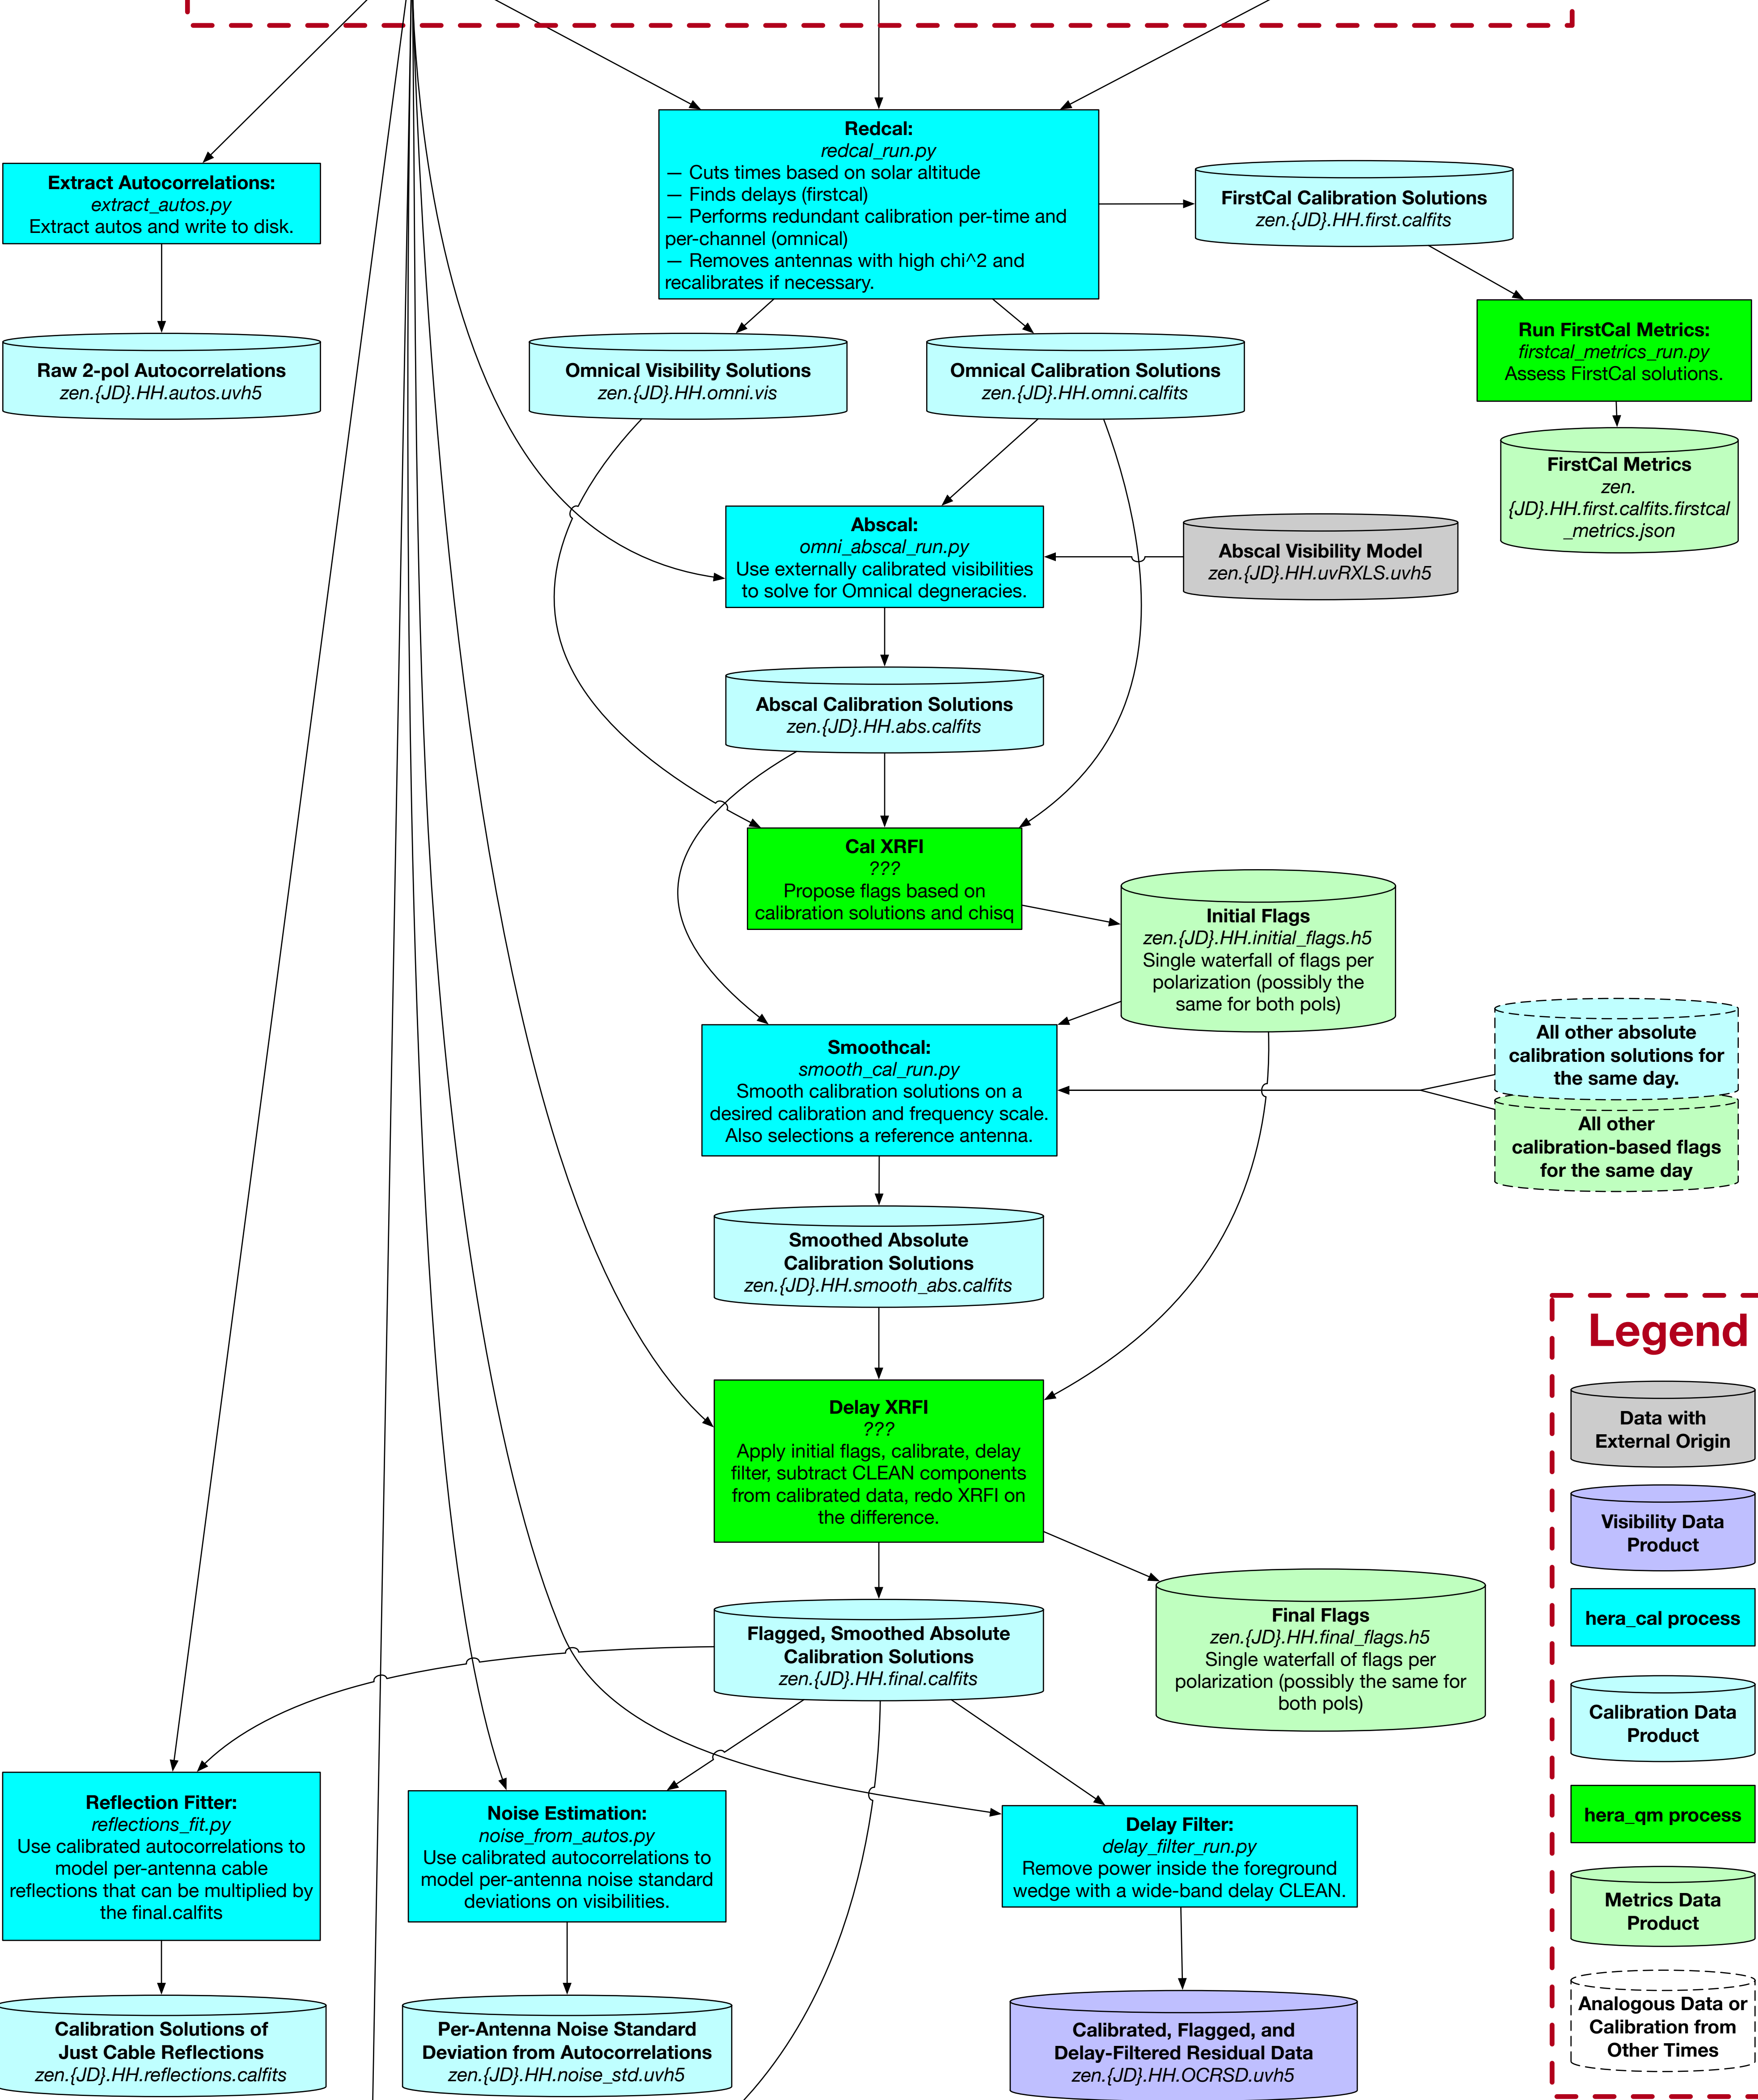 Redcal:
redcal_run.py
— Cuts times based on solar altitude
— Finds delays (firstcal)
— Performs redundant calibration per-time and
per-channel (omnical)
— Removes antennas with high chi^2 and
recalibrates if necessary.
Extract Autocorrelations:
extract_autos.py
Extract autos and write to disk.
FirstCal Calibration Solutions
zen.{JD}.HH.first.calfits
Raw 2-pol Autocorrelations
zen.{JD}.HH.autos.uvh5
Omnical Visibility Solutions
zen.{JD}.HH.omni.vis
Omnical Calibration Solutions
zen.{JD}.HH.omni.calfits
Run FirstCal Metrics:
firstcal_metrics_run.py
Assess FirstCal solutions.
FirstCal Metrics
zen.
{JD}.HH.first.calfits.firstcal
_metrics.json
Abscal:
omni_abscal_run.py
Use externally calibrated visibilities
to solve for Omnical degneracies.
Abscal Visibility Model
zen.{JD}.HH.uvRXLS.uvh5
Abscal Calibration Solutions
zen.{JD}.HH.abs.calfits
Cal XRFI
???
Propose flags based on
calibration solutions and chisq
Initial Flags
zen.{JD}.HH.initial_flags.h5
Single waterfall of flags per
polarization (possibly the
same for both pols)
Smoothcal:
smooth_cal_run.py
Smooth calibration solutions on a
desired calibration and frequency scale.
Also selections a reference antenna.
All other absolute
calibration solutions for
the same day.
All other
calibration-based flags
for the same day
Smoothed Absolute
Calibration Solutions
zen.{JD}.HH.smooth_abs.calfits
Delay XRFI
???
Apply initial flags, calibrate, delay
filter, subtract CLEAN components
from calibrated data, redo XRFI on
the difference.
Flagged, Smoothed Absolute
Calibration Solutions
zen.{JD}.HH.final.calfits
Final Flags
zen.{JD}.HH.final_flags.h5
Single waterfall of flags per
polarization (possibly the same for
both pols)
Reflection Fitter:
reflections_fit.py
Use calibrated autocorrelations to
model per-antenna cable
reflections that can be multiplied by
the final.calfits
Noise Estimation:
noise_from_autos.py
Use calibrated autocorrelations to
model per-antenna noise standard
deviations on visibilities.
Delay Filter:
delay_filter_run.py
Remove power inside the foreground
wedge with a wide-band delay CLEAN.
Calibration Solutions of
Just Cable Reflections
zen.{JD}.HH.reflections.calfits
Per-Antenna Noise Standard
Deviation from Autocorrelations
zen.{JD}.HH.noise_std.uvh5
Calibrated, Flagged, and
Delay-Filtered Residual Data
zen.{JD}.HH.OCRSD.uvh5
Legend
Data with
External Origin
Visibility Data
Product
hera_cal process
Calibration Data
Product
hera_qm process
Metrics Data
Product
Analogous Data or
Calibration from
Other Times